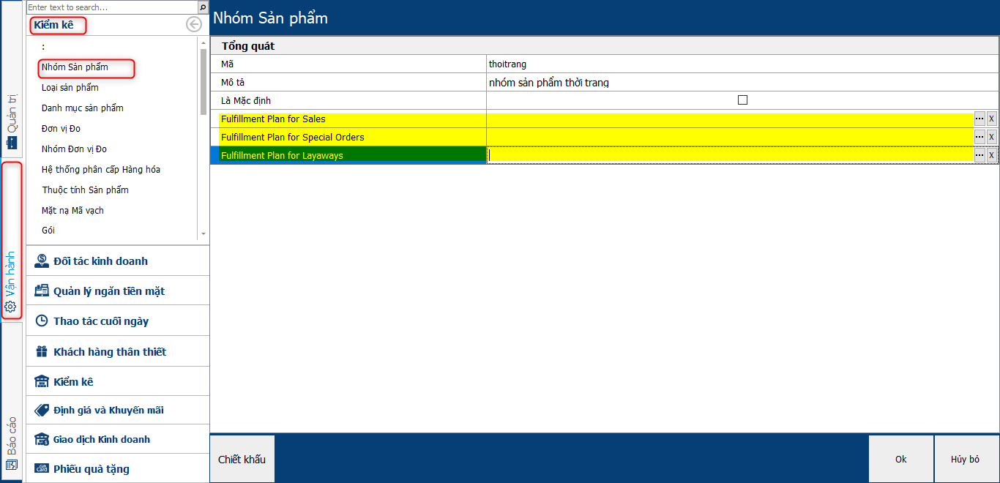 Enter text to search...
Kiểm kê
:
Nhóm Sản phẩm
Loại sản phẩm
Danh mục sản phẩm
Đơn vị Đo
Nhóm Đơn vị Đo
Hệ thống phân cấp Hàng hóa
Thuộc tính Sản phẩm
Mặt nạ Mã vạch
Gói
Quản trị
Vận hành
Báo cáo
Đối tác kinh doanh
Quản lý ngăn tiền mặt
Thao tác cuối ngày
Khách hàng thân thiết
Kiểm kê
Định giá và Khuyến mãi
Giao dịch Kinh doanh
Gift Card
Phiếu quà tặng
Nhóm Sản phẩm
Tổng quát
Mã thoitrang
Mô tả nhóm sản phẩm thời trang
Là Mặc định
Fulfillment Plan for Sales ... X
Fulfillment Plan for Special Orders ... X
Fulfillment Plan for Layaways ... X
Chiết khấu
Ok
Hủy bỏ